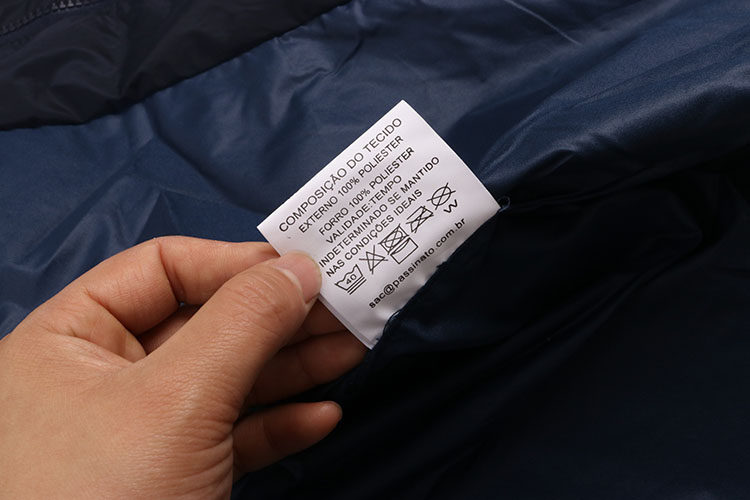 COMPOSIÇÃO DO TECIDO
EXTERNO 100% POLIESTER
FORRO 100% POLIESTER
VALIDADE:TEMPO
INDETERMINADO SE MANTIDO
NAS CONDIÇÕES IDEAIS
40
W
sac@passinato.com.br